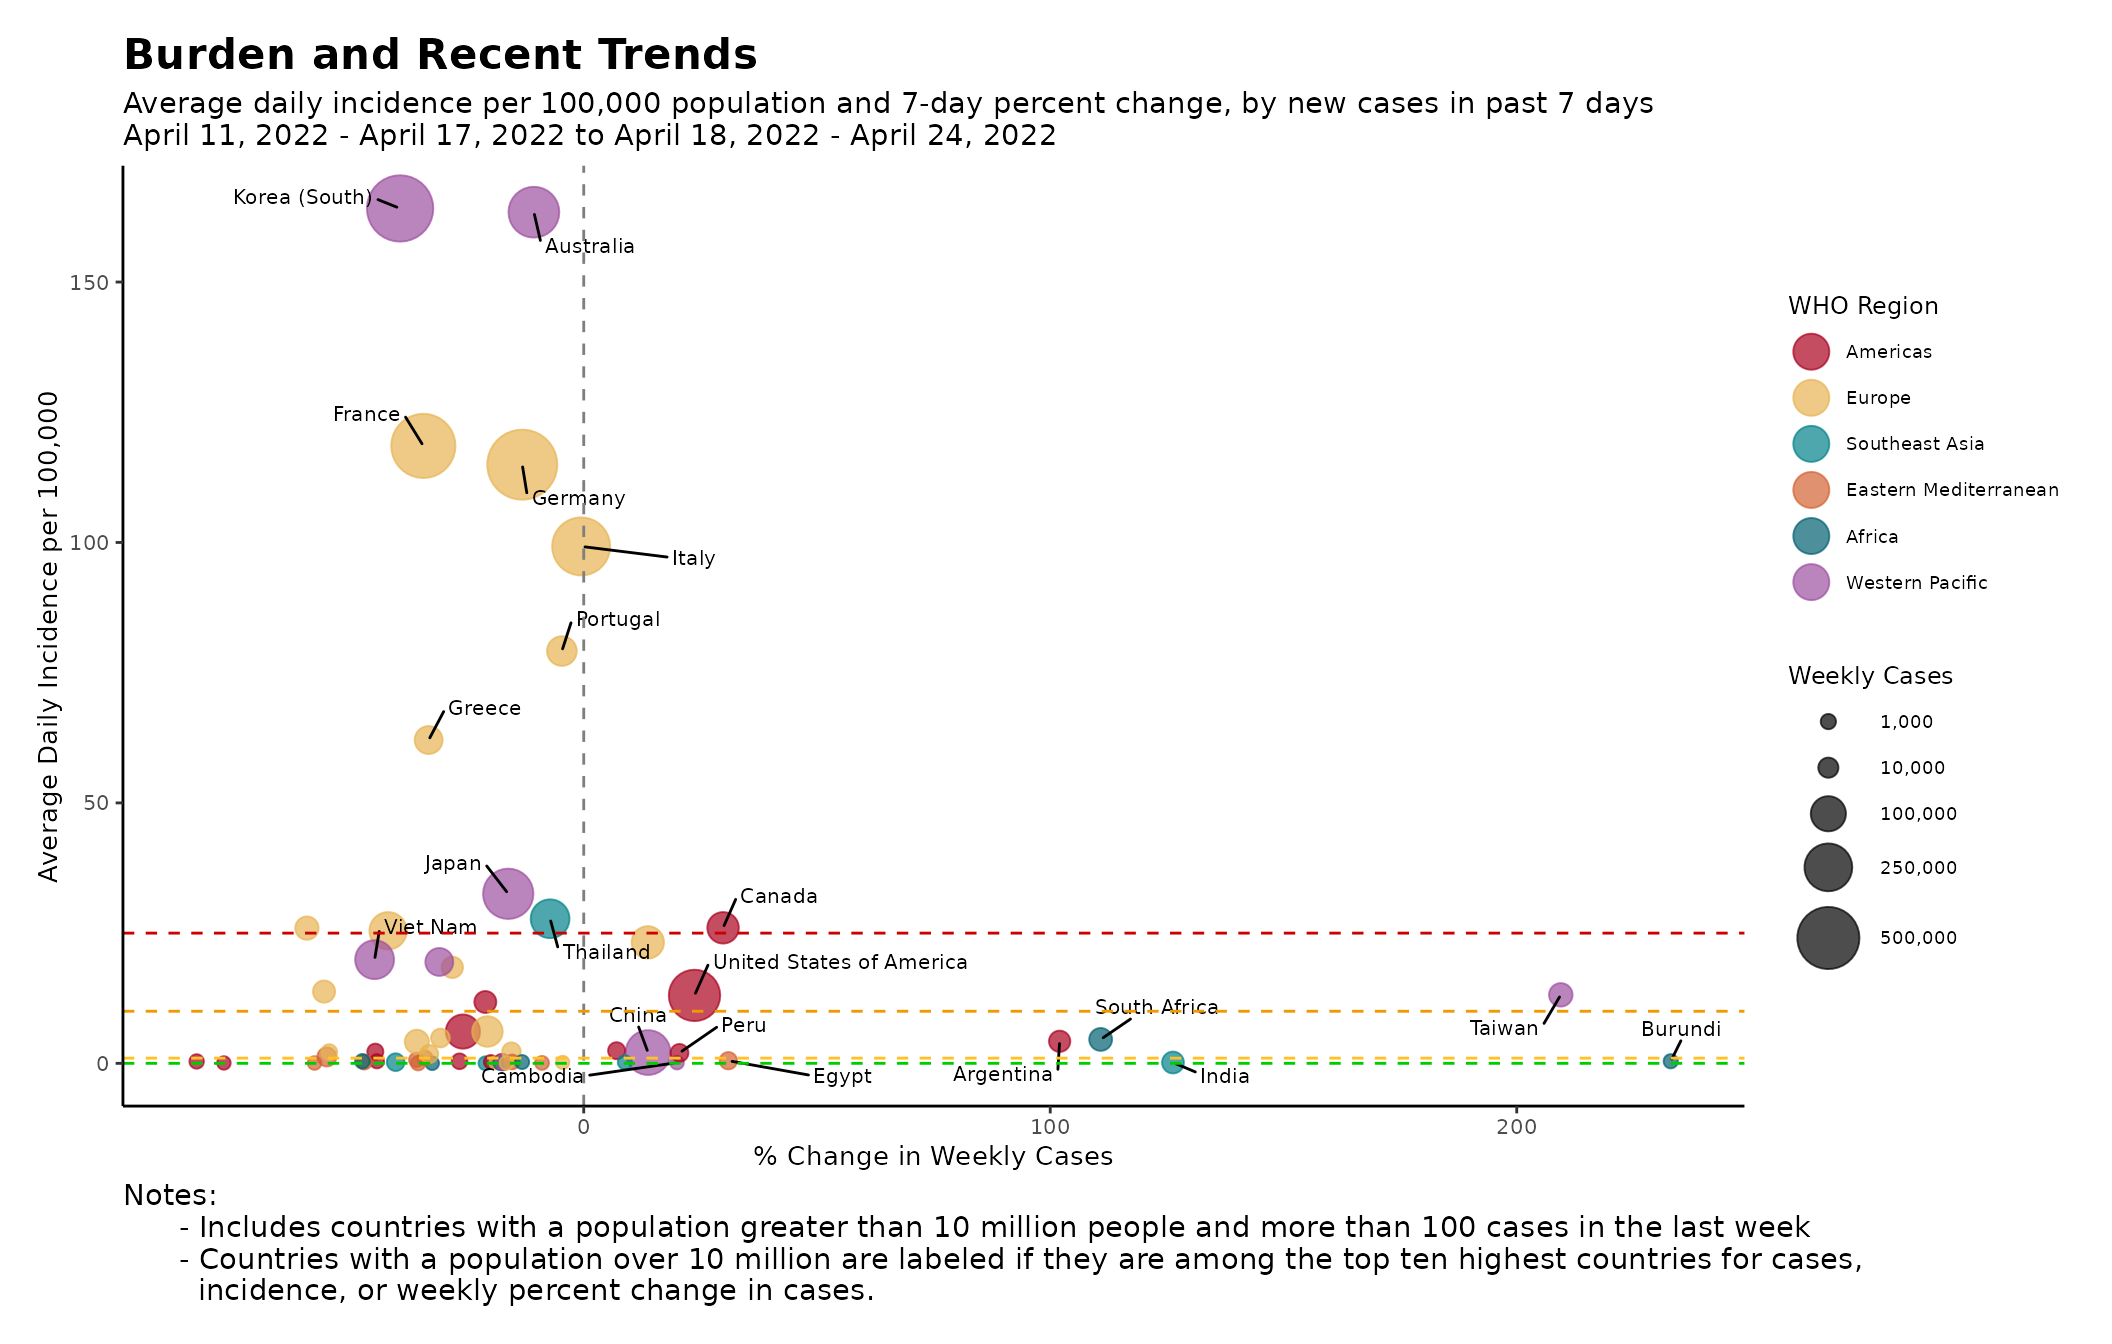 Burden and Recent Trends
Average daily incidence per 100,000 population and 7-day percent change, by new cases in past 7 days
April 11, 2022 - April 17, 2022 to April 18, 2022 - April 24, 2022
Average Daily Incidence per 100,000
150
100
50
0
Korea (South)
Australia
France
Germany
Italy
Portugal
Greece
Japan
Canada
Viet Nam
Thailand
United States of America
China
Peru
South Africa
Taiwan
Burundi
Cambodia
Egypt
Argentina
India
0
100
200
% Change in Weekly Cases
WHO Region
Americas
Europe
Southeast Asia
Eastern Mediterranean
Africa
Western Pacific
Weekly Cases
1,000
10,000
100,000
250,000
500,000
Notes:
- Includes countries with a population greater than 10 million people and more than 100 cases in the last week
- Countries with a population over 10 million are labeled if they are among the top ten highest countries for cases,
incidence, or weekly percent change in cases.